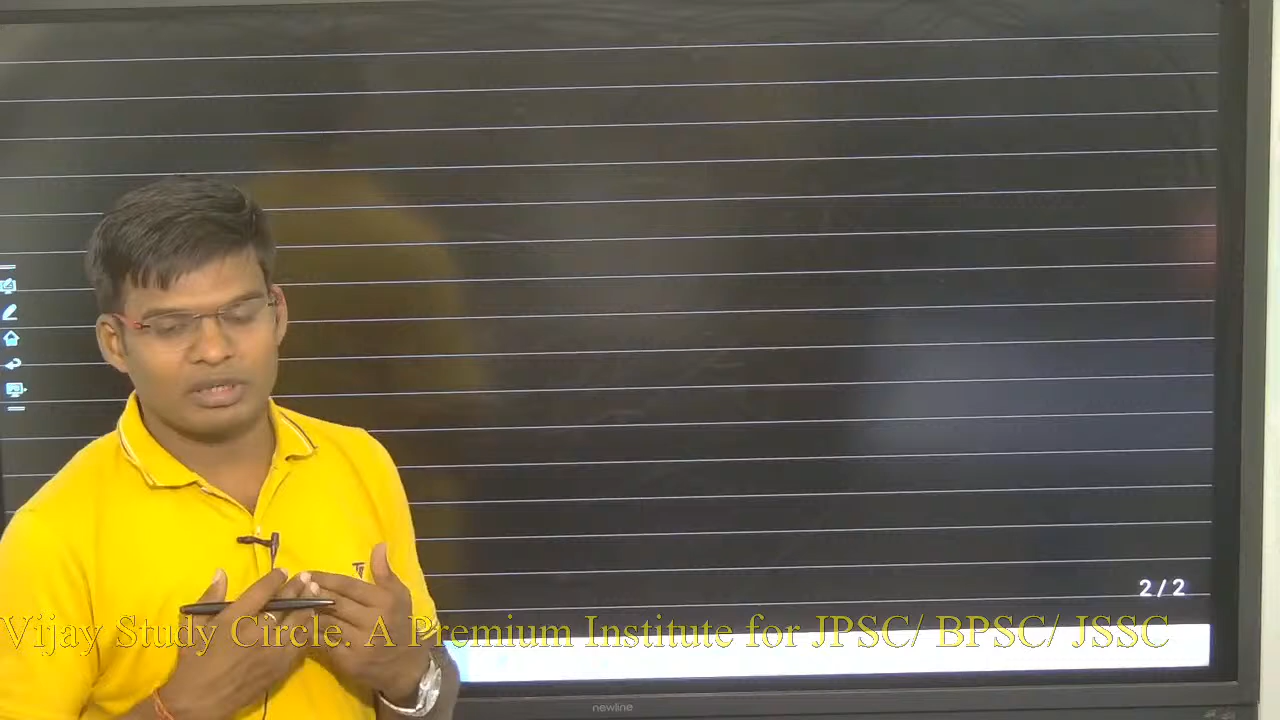 2/2
Vijay Study Circle. A Premium Institute for JPSC/ BPSC/ JSSC
newline